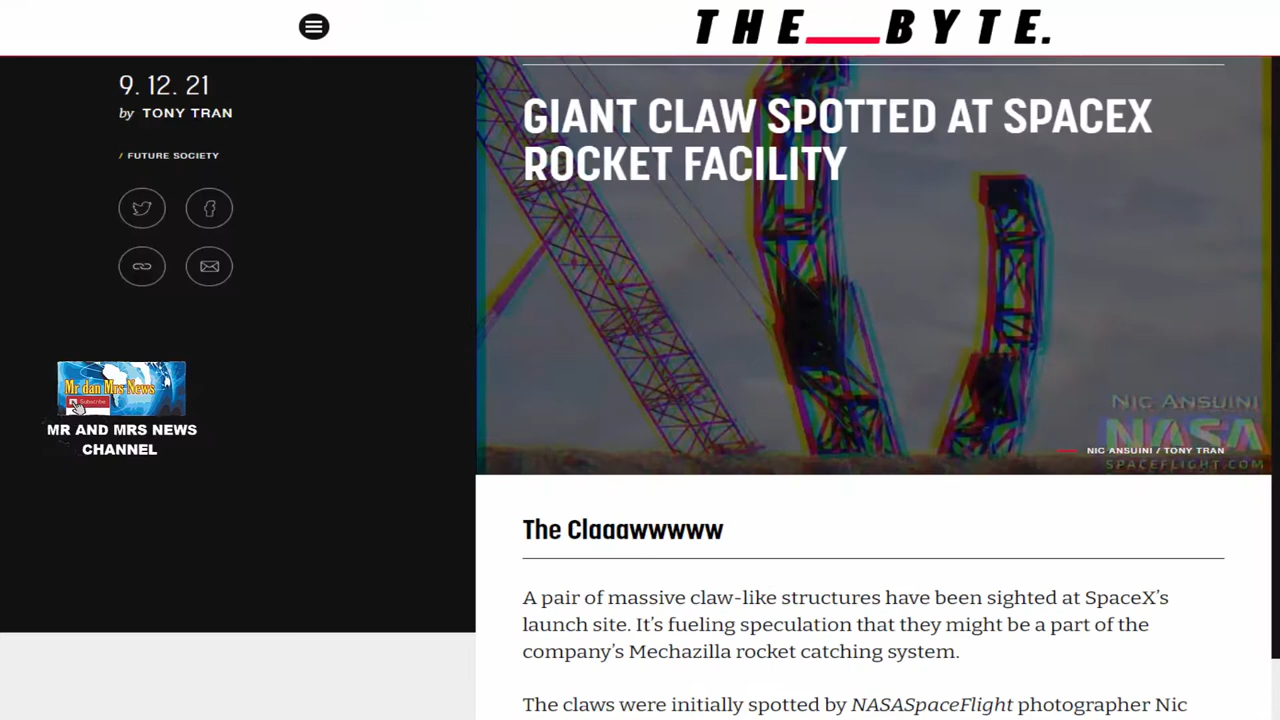 THE BYTE.
9. 12. 21
by TONY TRAN
/ FUTURE SOCIETY
GIANT CLAW SPOTTED AT SPACEX
ROCKET FACILITY
Mr dan Mrs News
Subscribe
MR AND MRS NEWS
CHANNEL
NIC ANSUINI
NASA
SPACEFLIGHT.COM
NIC ANSUINI / TONY TRAN
The Claaawwwww
A pair of massive claw-like structures have been sighted at SpaceX’s
launch site. It’s fueling speculation that they might be a part of the
company’s Mechazilla rocket catching system.
The claws were initially spotted by NASASpaceFlight photographer Nic